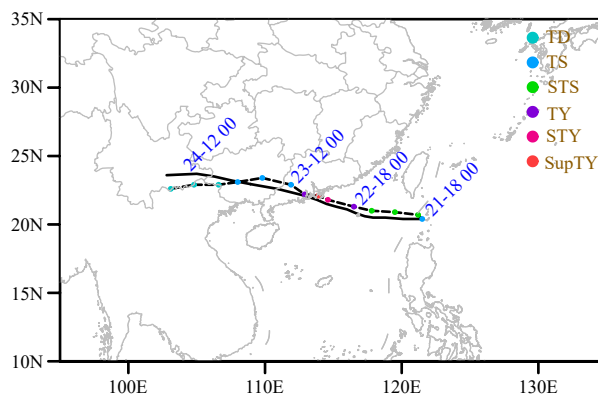 35N
30N
25N
20N
15N
10N
100E
110E
120E
130E
24-12 00
23-12 00
22-18 00
21-18 00
TD
TS
STS
TY
STY
SupTY